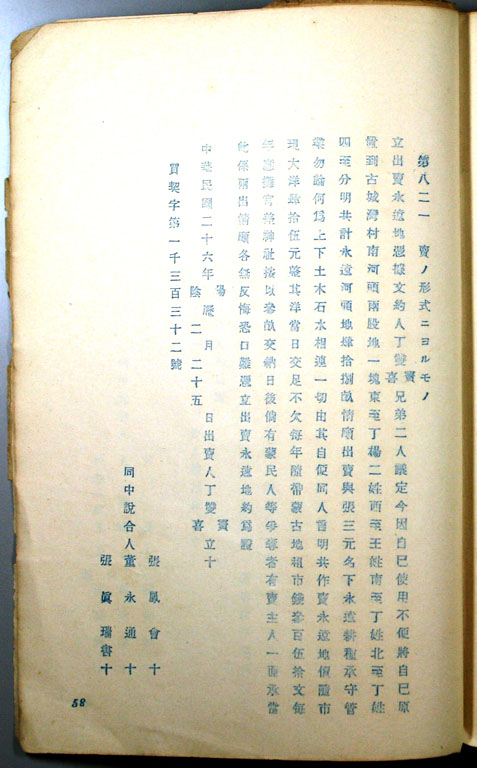 第八二一 賣ノ形式ニヨルモノ
立出賣永遠地憑據文約人丁雙寶喜兄弟二人議定今因自己使用不便將自己原
置到古城灣村南河頭兩股地一塊東至丁楊二姓西至王姓南至丁姓北至丁姓
四至分明共計永遠河頭地肆拾捌畝情願出賣與張三元名下永遠耕種承守管
業勿論何爲上下土木石水相連一切由其自便同人言明共作賣永遠地價隨市
現大洋肆拾伍元整其洋當日交足不欠每年隨帶蒙古地租市錢叁百伍拾文每
年應攤官差神社按以叁畝交納日後倘有蒙民人等爭奪者有賣主人一面承當
此係兩出情願各無反悔恐口難憑立出賣永遠地約爲證
中華民國二十六年陽陰歷 月二十五日出賣人丁雙寶喜立十
買契字第一千三百三十二號
張鳳會十
同中說合人董永通十
張眞瑞書十
58